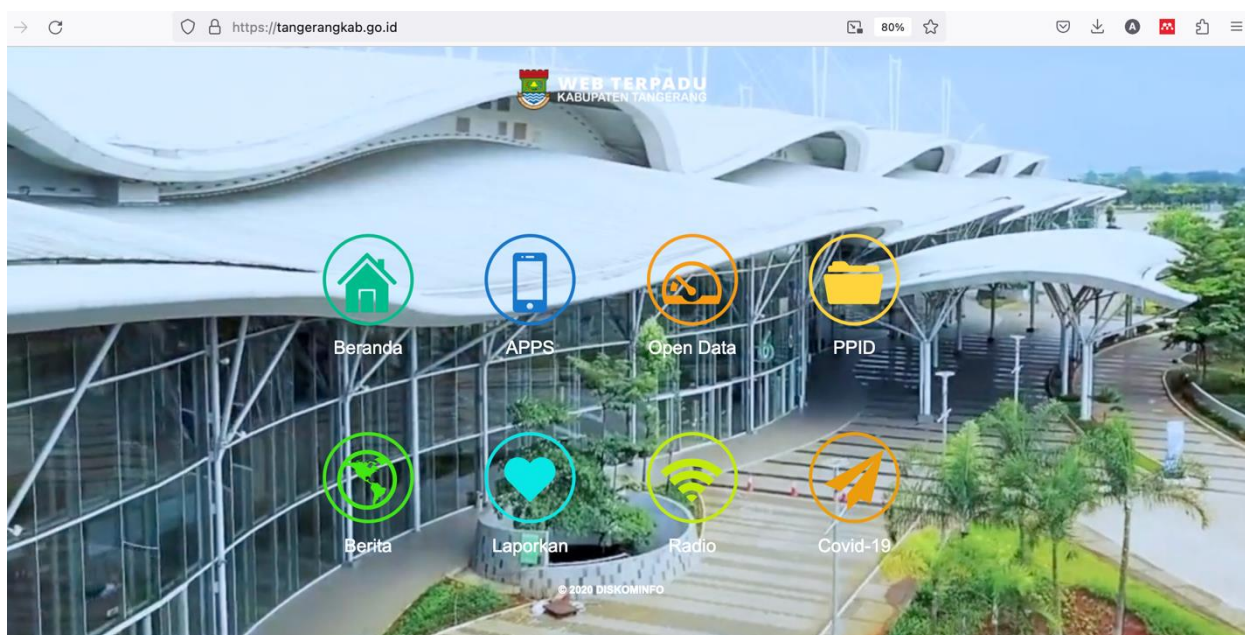 https://tangerangkab.go.id
80%
A
WEB TERPADU
KABUPATEN TANGERANG
Beranda
APPS
Open Data
PPID
Berita
Laporkan
Radio
Covid-19
© 2020 DISKOMINFO